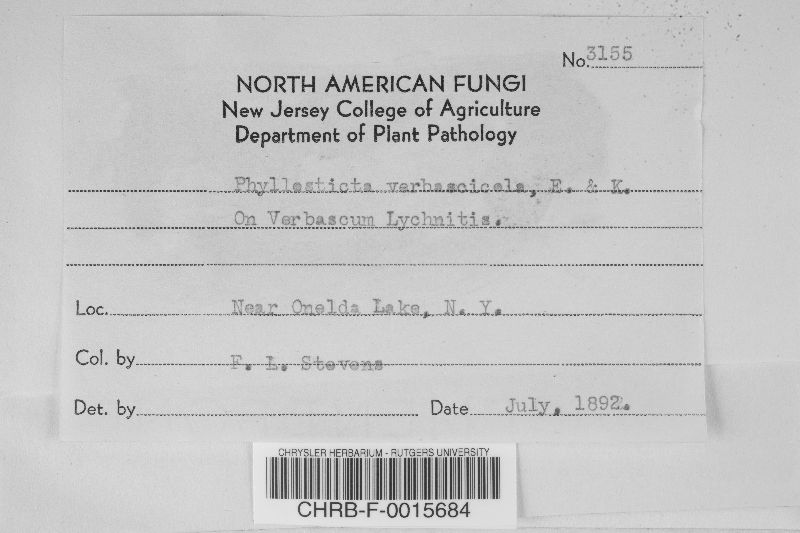 No. 3155
NORTH AMERICAN FUNGI
New Jersey College of Agriculture
Department of Plant Pathology
Phyllosticta verbascicola, E. & K.
On Verbascum Lychnitis.
Loc. Near Oneida Lake, N. Y.
Col. by F. L. Stevens
Det. by
Date July, 1892.
CHRYSLER HERBARIUM - RUTGERS UNIVERSITY
CHRB-F-0015684